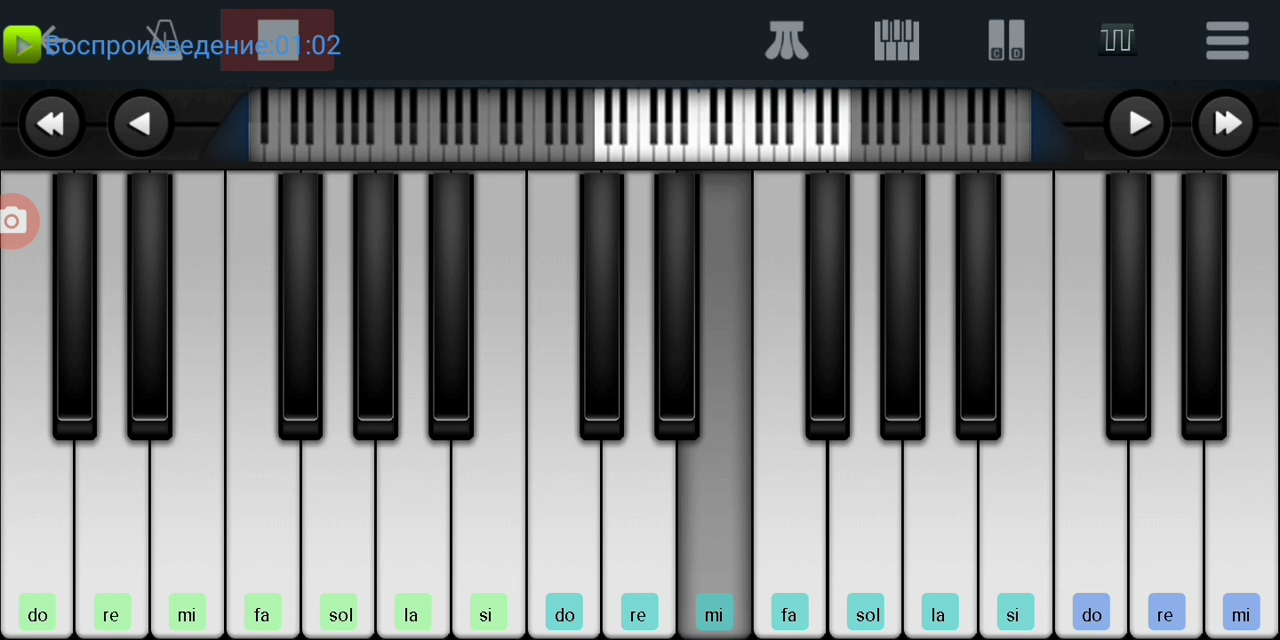 Воспроизведение:01:02
C D
do re mi fa sol la si do re mi fa sol la si do re mi